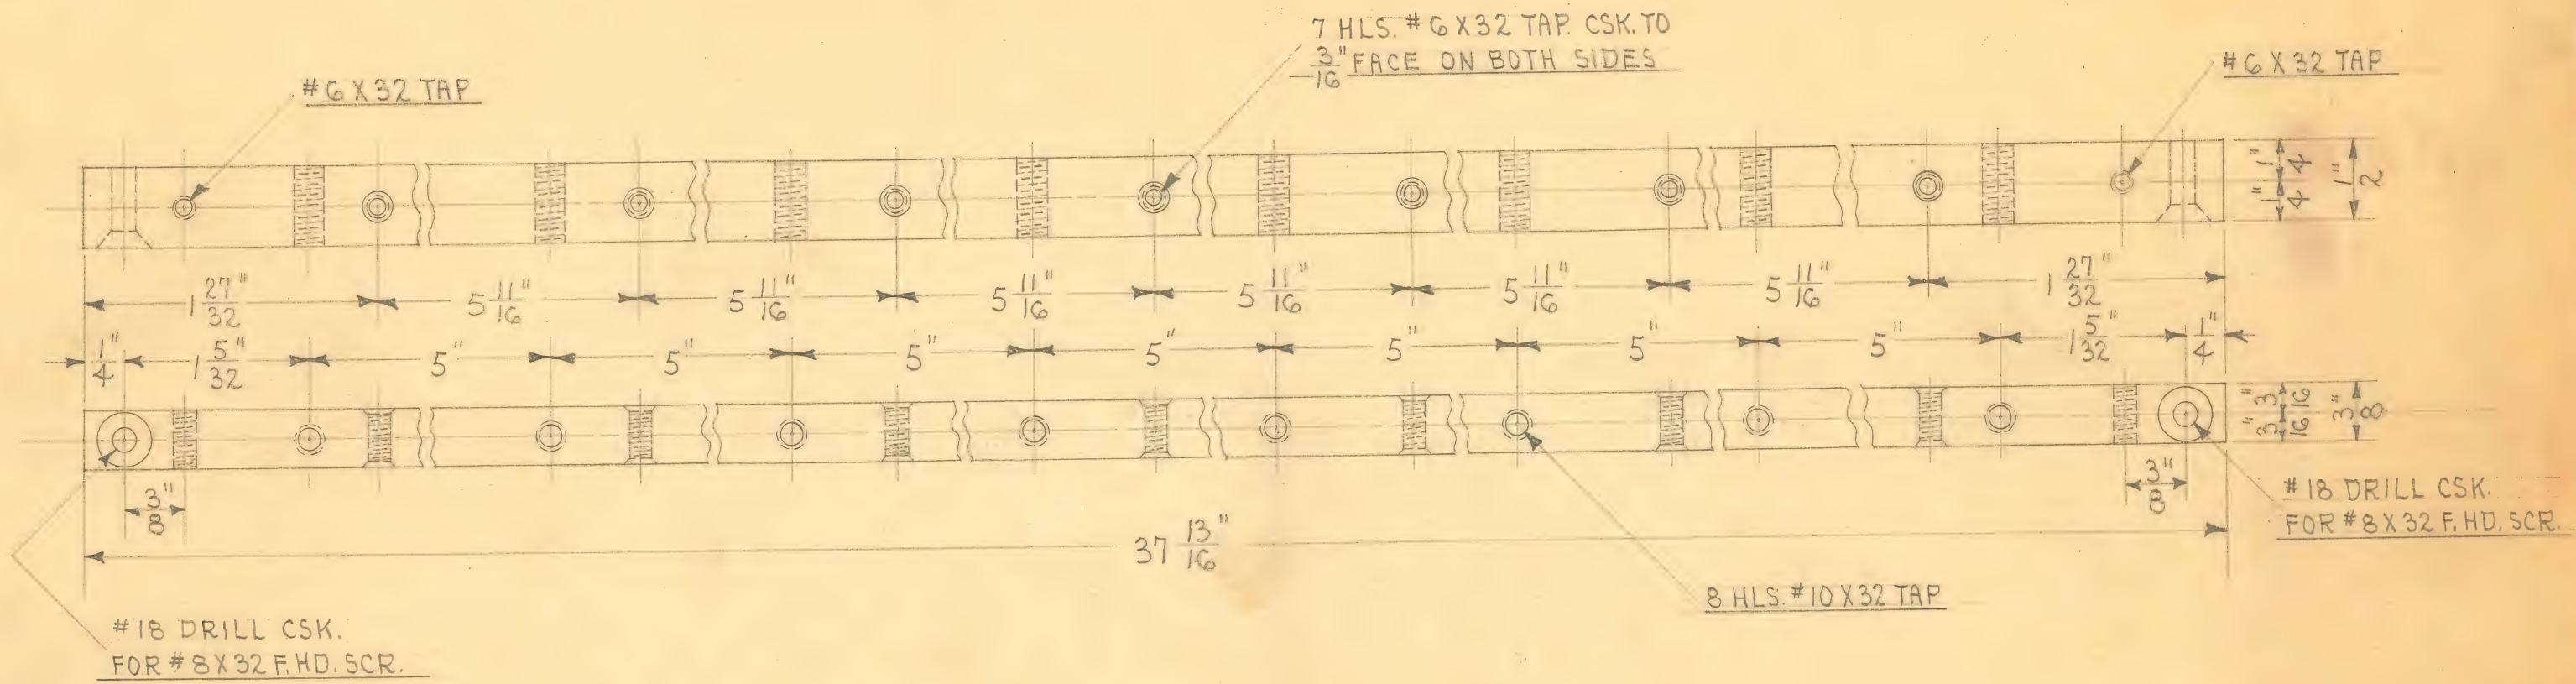 7 HLS. #6X32 TAP. CSK. TO
3/16" FACE ON BOTH SIDES
#6X32 TAP
#6X32 TAP
1/4" 1/4" 1/2"
1 27/32" 5 11/16" 5 11/16" 5 11/16" 5 11/16" 5 11/16" 5 11/16" 1 27/32"
1/4" 1 5/32" 5" 5" 5" 5" 5" 5" 5" 1 5/32" 1/4"
3/16" 3/16" 3/8"
3/8" 3/8"
37 13/16"
#18 DRILL CSK.
FOR #8X32 F. HD. SCR.
8 HLS. #10X32 TAP
#18 DRILL CSK.
FOR #8X32 F. HD. SCR.